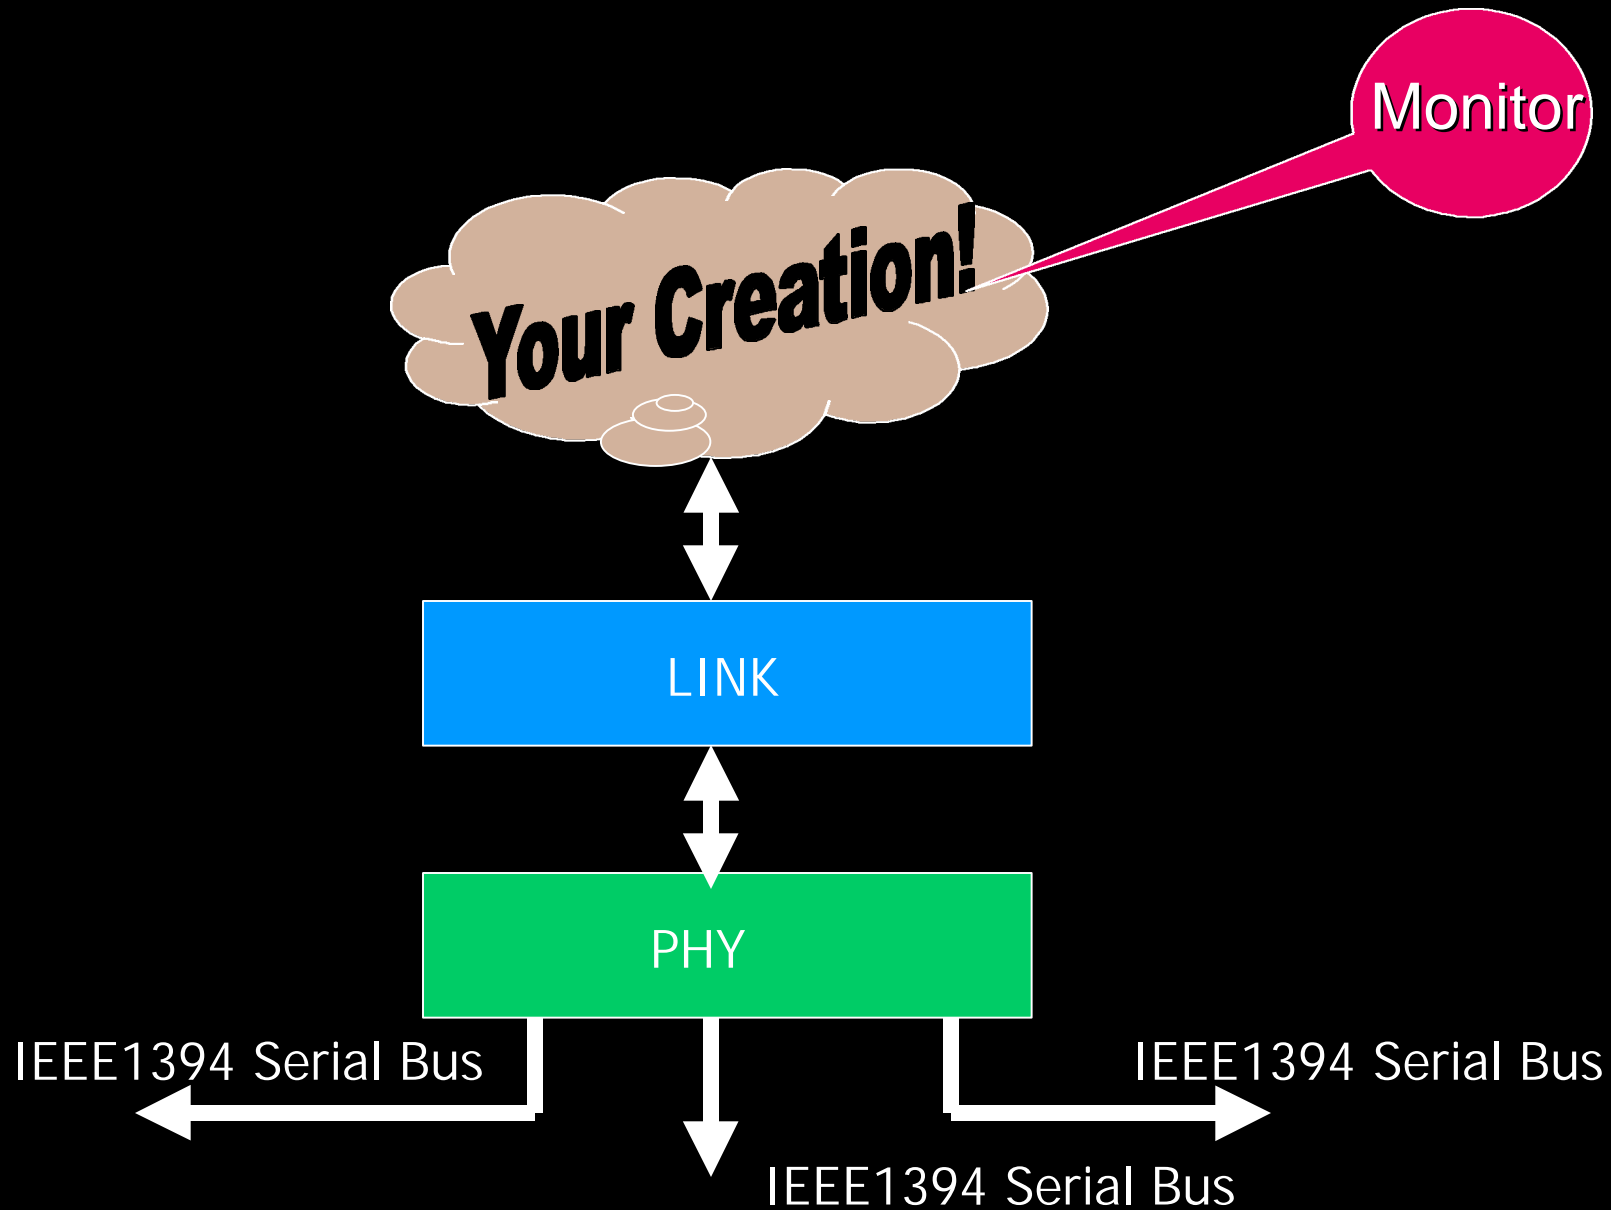 Monitor
Your Creation!
LINK
PHY
IEEE1394 Serial Bus
IEEE1394 Serial Bus
IEEE1394 Serial Bus